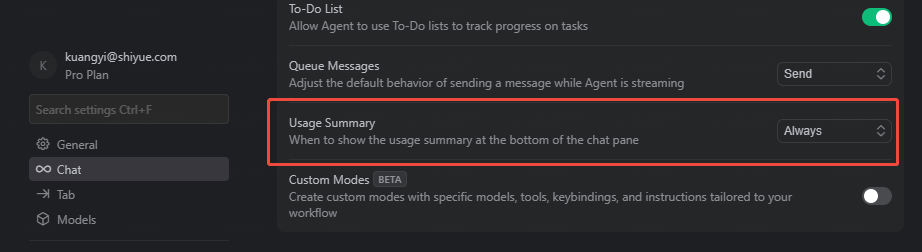 To-Do List
Allow Agent to use To-Do lists to track progress on tasks
K
kuangyi@shiyue.com
Pro Plan
Search settings Ctrl+F
General
Chat
Tab
Models
Queue Messages
Adjust the default behavior of sending a message while Agent is streaming
Send
Usage Summary
When to show the usage summary at the bottom of the chat pane
Always
Custom Modes BETA
Create custom modes with specific models, tools, keybindings, and instructions tailored to your
workflow